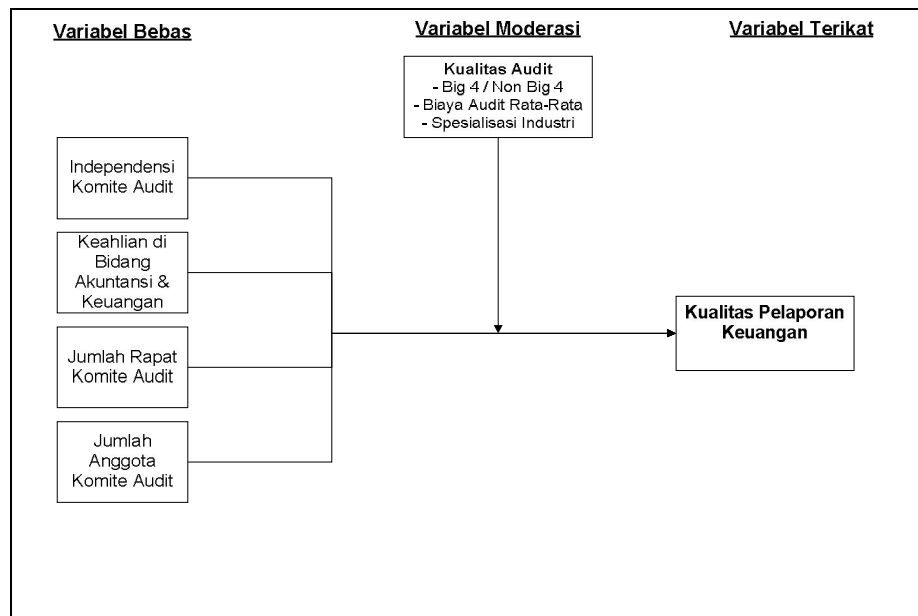 Variabel Bebas
Variabel Moderasi
Variabel Terikat
Kualitas Audit
- Big 4 / Non Big 4
- Biaya Audit Rata-Rata
- Spesialisasi Industri
Independensi
Komite Audit
Keahlian di
Bidang
Akuntansi &
Keuangan
Jumlah Rapat
Komite Audit
Jumlah
Anggota
Komite Audit
Kualitas Pelaporan
Keuangan